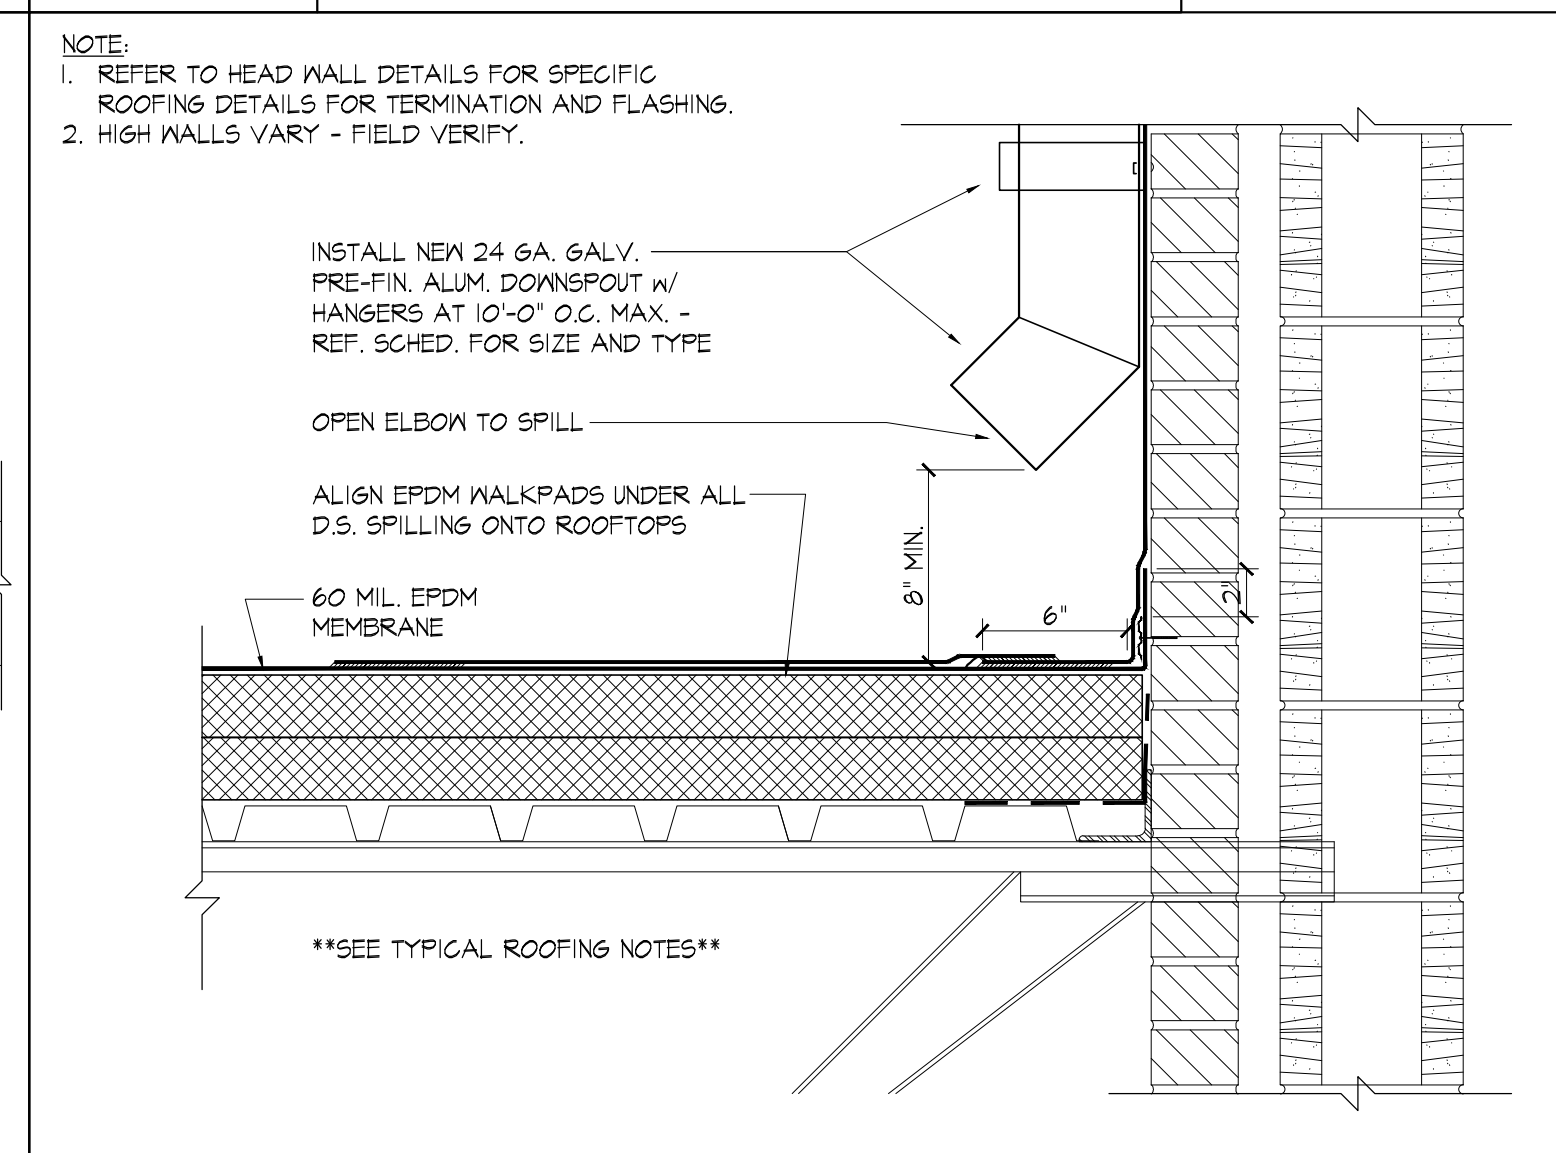 NOTE:
1. REFER TO HEAD WALL DETAILS FOR SPECIFIC
ROOFING DETAILS FOR TERMINATION AND FLASHING.
2. HIGH WALLS VARY - FIELD VERIFY.
INSTALL NEW 24 GA. GALV.
PRE-FIN. ALUM. DOWNSPOUT W/
HANGERS AT 10'-0" O.C. MAX. -
REF. SCHED. FOR SIZE AND TYPE
OPEN ELBOW TO SPILL
ALIGN EPDM WALKPADS UNDER ALL
D.S. SPILLING ONTO ROOFTOPS
8" MIN.
60 MIL. EPDM
MEMBRANE
6"
2"
**SEE TYPICAL ROOFING NOTES**